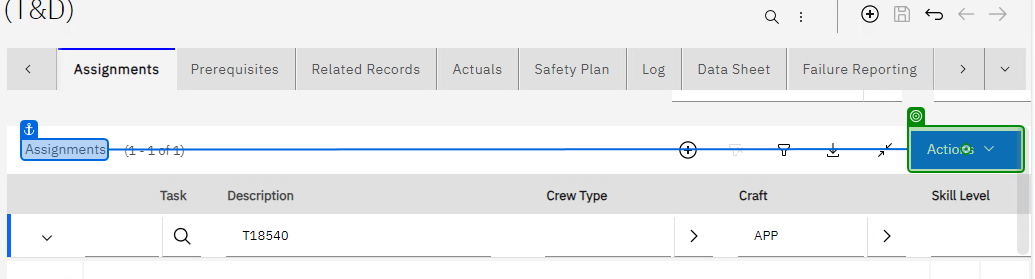 (T&D)
Assignments Prerequisites Related Records Actuals Safety Plan Log Data Sheet Failure Reporting
Assignments (1 - 1 of 1) Actions
Task Description Crew Type Craft Skill Level
T18540 APP